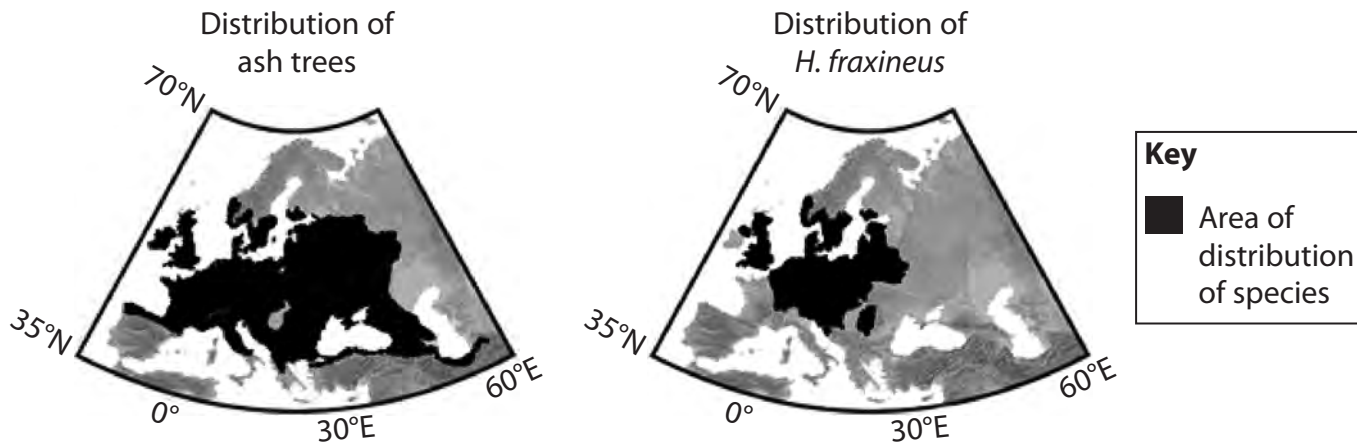 Distribution of
ash trees
70°N
35°N
0°
30°E
60°E
Distribution of
H. fraxineus
70°N
35°N
0°
30°E
60°E
Key
Area of
distribution
of species